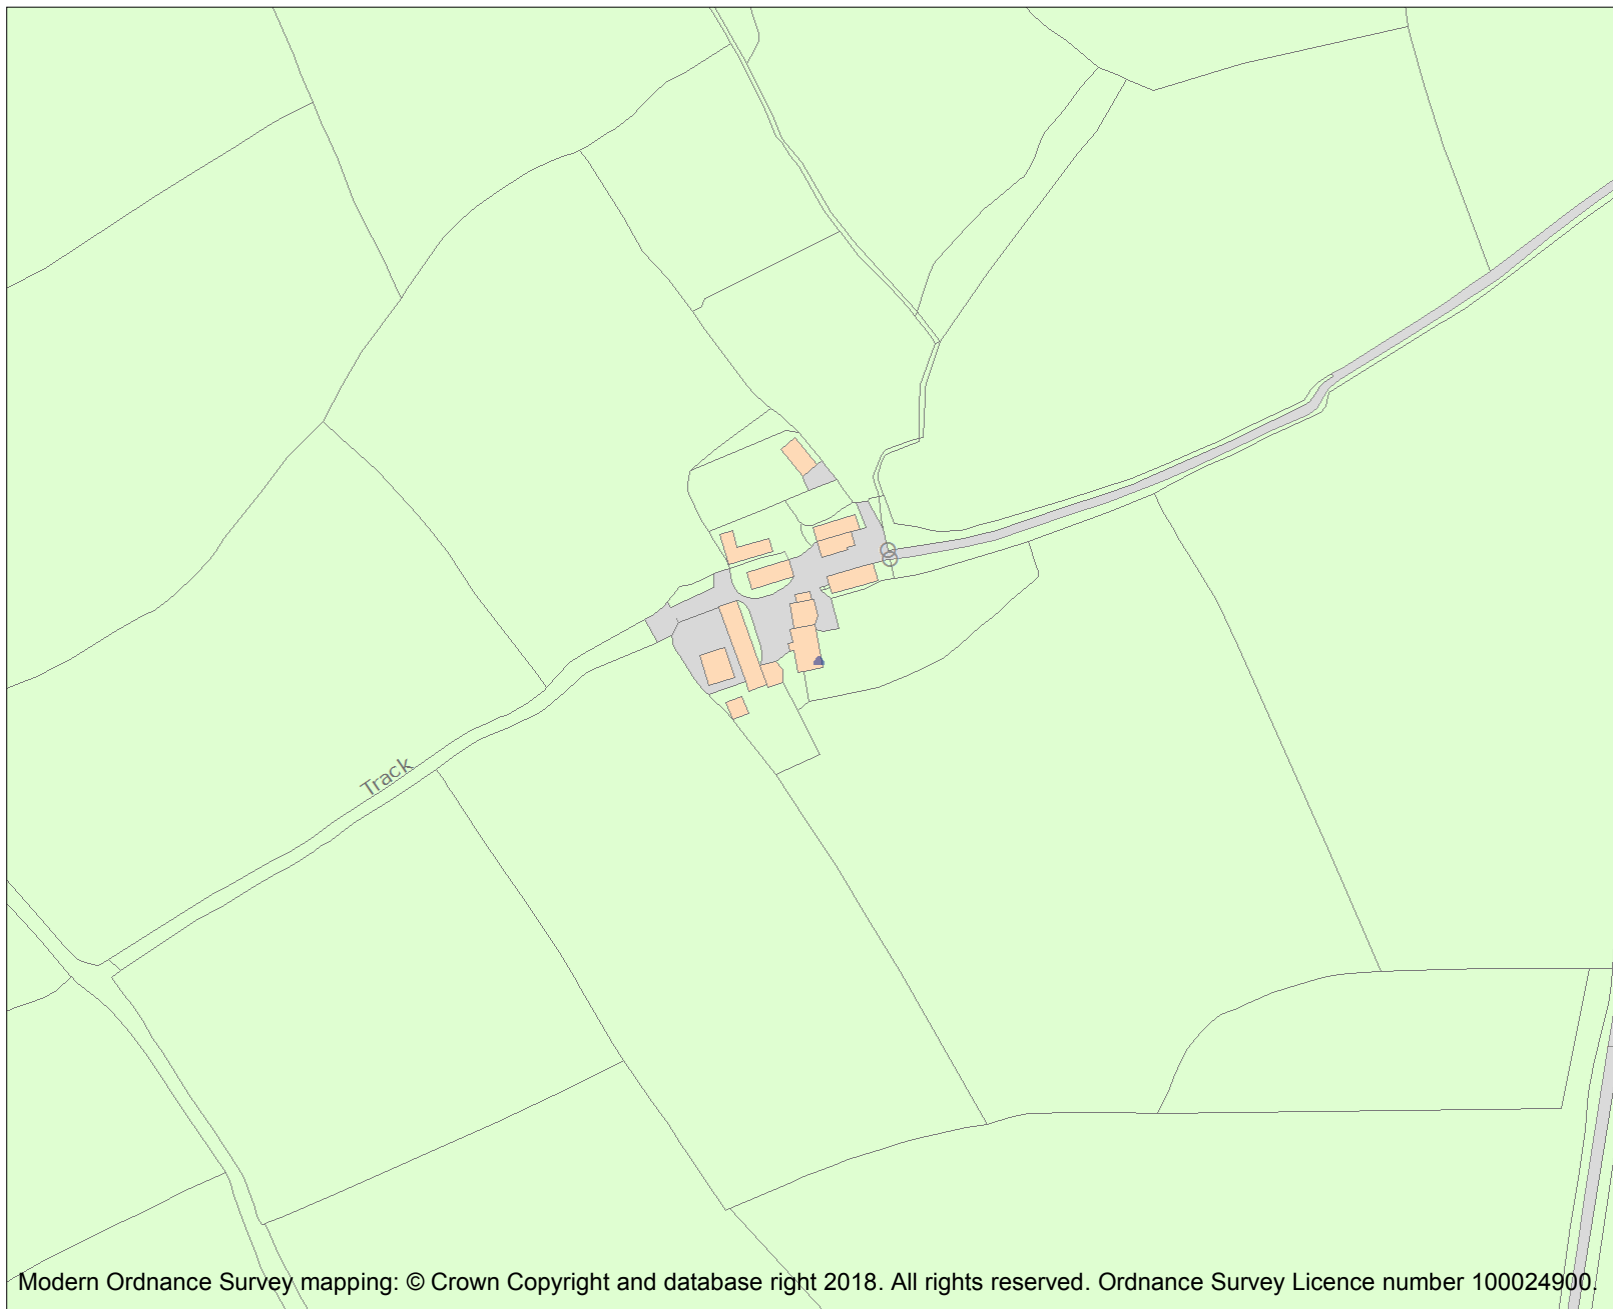 Track
Modern Ordnance Survey mapping: © Crown Copyright and database right 2018. All rights reserved. Ordnance Survey Licence number 100024900.